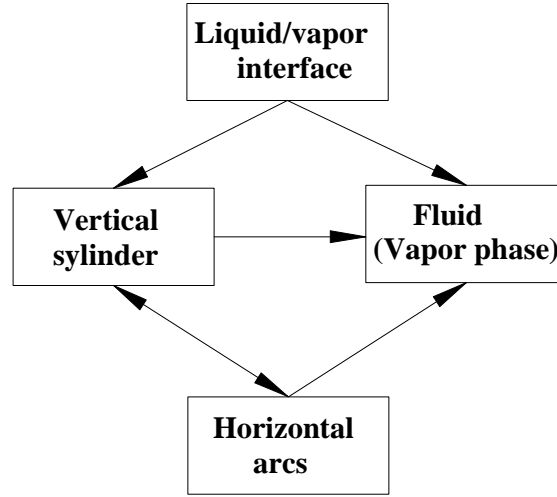 Liquid/vapor
interface
Vertical
sylinder
Fluid
(Vapor phase)
Horizontal
arcs